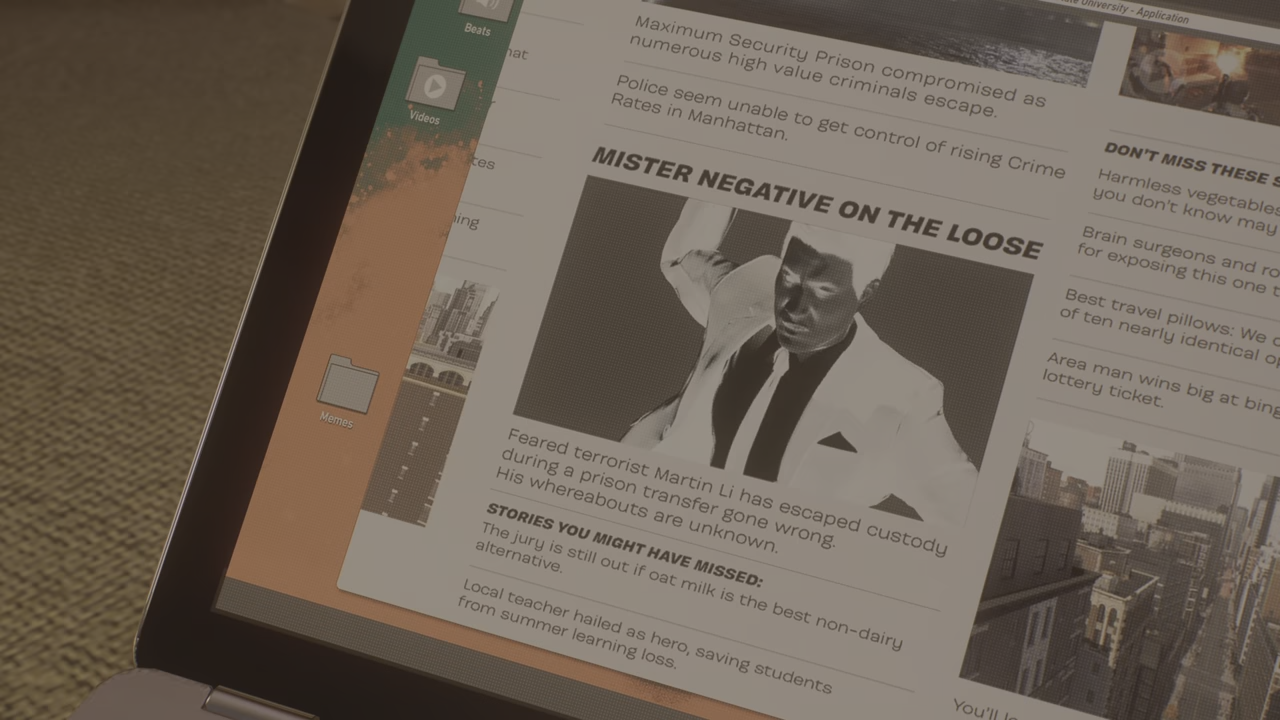 Beats
Videos
Memes
University - Application
Maximum Security Prison compromised as
numerous high value criminals escape.
Police seem unable to get control of rising Crime
Rates in Manhattan.
MISTER NEGATIVE ON THE LOOSE
Feared terrorist Martin Li has escaped custody
during a prison transfer gone wrong.
His whereabouts are unknown.
STORIES YOU MIGHT HAVE MISSED:
The jury is still out if oat milk is the best non-dairy
alternative.
Local teacher hailed as hero, saving students
from summer learning loss.
DON'T MISS THESE
Harmless vegetables
you don't know may
Brain surgeons and
for exposing this one
Best travel pillows: We
of ten nearly identical
Area man wins big at
lottery ticket.
You'll